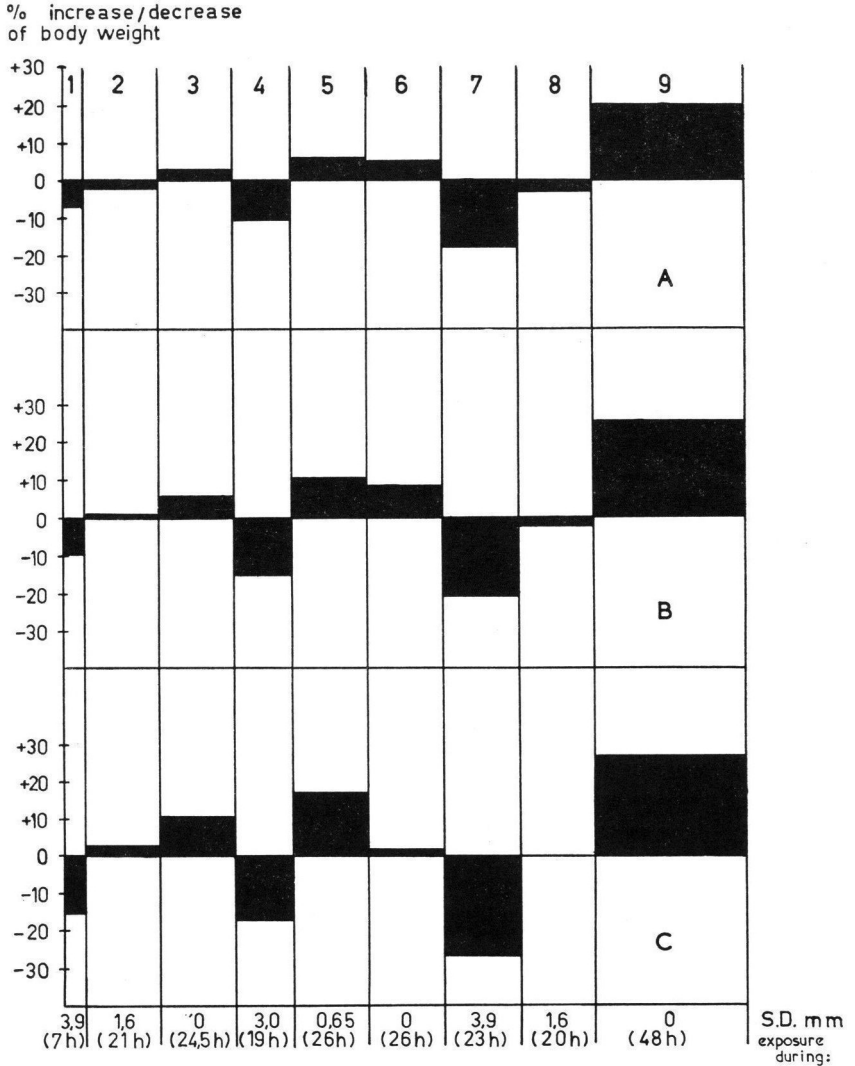 % increase/decrease
of body weight
1 2 3 4 5 6 7 8 9
+30
+20
+10
0
-10
-20
-30
A
+30
+20
+10
0
-10
-20
-30
B
+30
+20
+10
0
-10
-20
-30
C
3,9 1,6 0 3,0 0,65 0 3,9 1,6 0 S.D. mm
(7h) (21h) (24,5h) (19h) (26h) (26h) (23h) (20h) (48h) exposure
during: